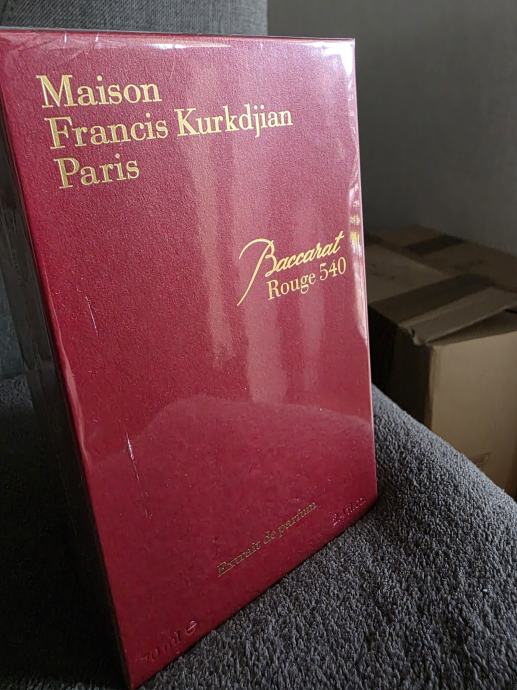 Maison
Francis Kurkdjian
Paris
Baccarat
Rouge 540
Extrait de parfum
70 ml ℮